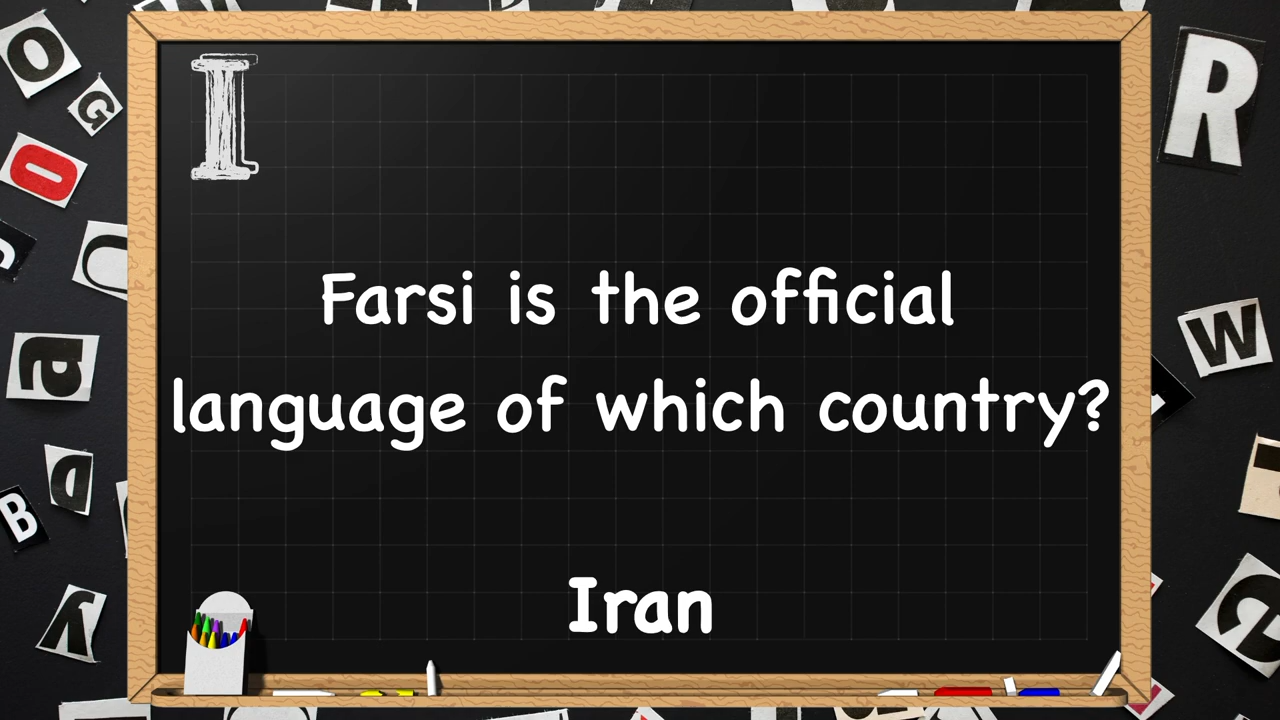 I
Farsi is the official
language of which country?
Iran
O
G
O
R
a
W
D
B